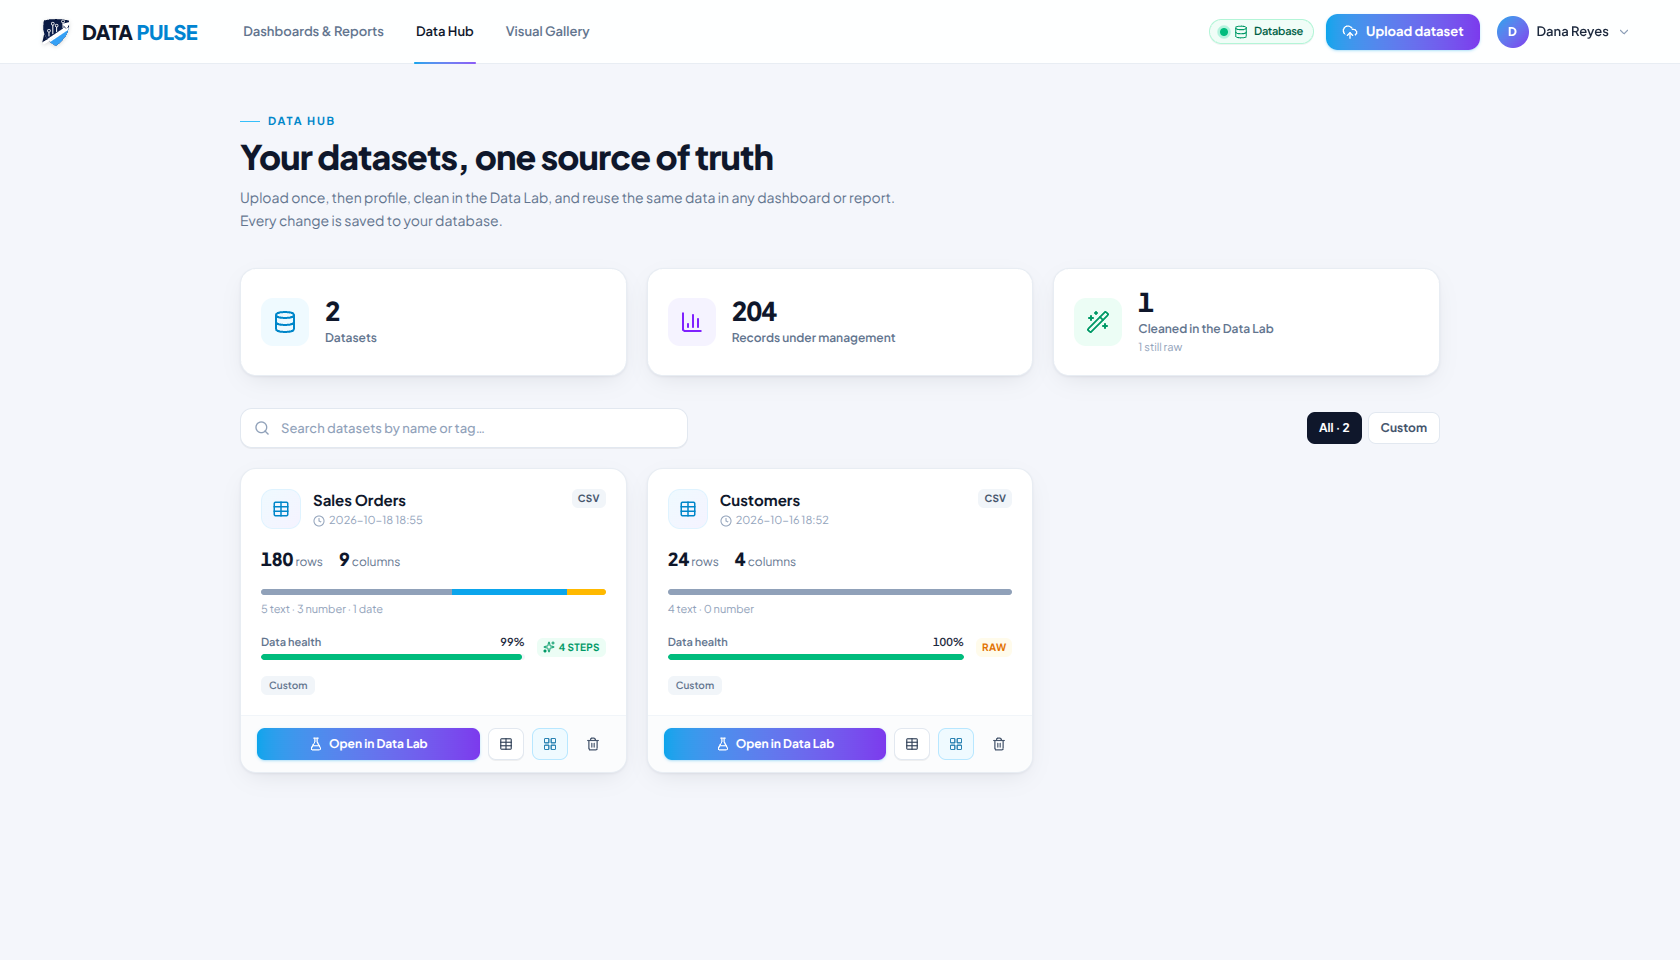 DATA PULSE
Dashboards & Reports
Data Hub
Visual Gallery
Database
Upload dataset
D
Dana Reyes
DATA HUB
Your datasets, one source of truth
Upload once, then profile, clean in the Data Lab, and reuse the same data in any dashboard or report.
Every change is saved to your database.
2
Datasets
204
Records under management
1
Cleaned in the Data Lab
1 still raw
Search datasets by name or tag...
All · 2
Custom
Sales Orders
CSV
2026-10-18 18:55
180 rows 9 columns
5 text · 3 number · 1 date
Data health 99%
4 STEPS
Custom
Open in Data Lab
Customers
CSV
2026-10-16 18:52
24 rows 4 columns
4 text · 0 number
Data health 100%
RAW
Custom
Open in Data Lab